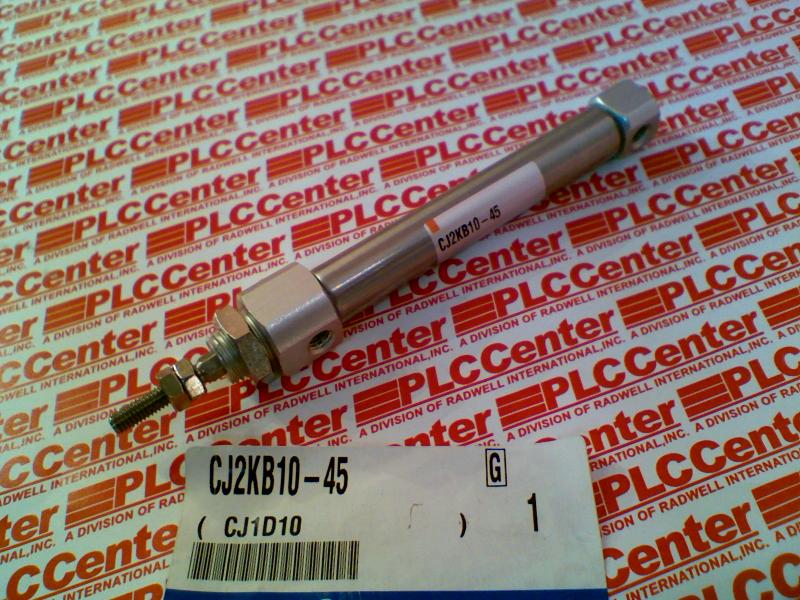 PLCCenter
A DIVISION OF RADWELL INTERNATIONAL, INC.
CJ2KB10-45
CJ2KB10-45
G
( CJ1D10 )
1